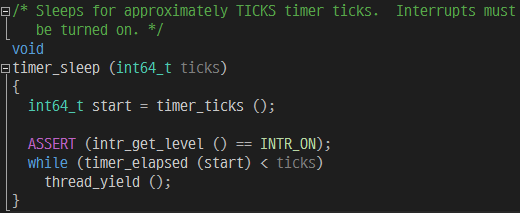 /* Sleeps for approximately TICKS timer ticks.  Interrupts must
   be turned on. */
void
timer_sleep (int64_t ticks)
{
  int64_t start = timer_ticks ();

  ASSERT (intr_get_level () == INTR_ON);
  while (timer_elapsed (start) < ticks)
    thread_yield ();
}